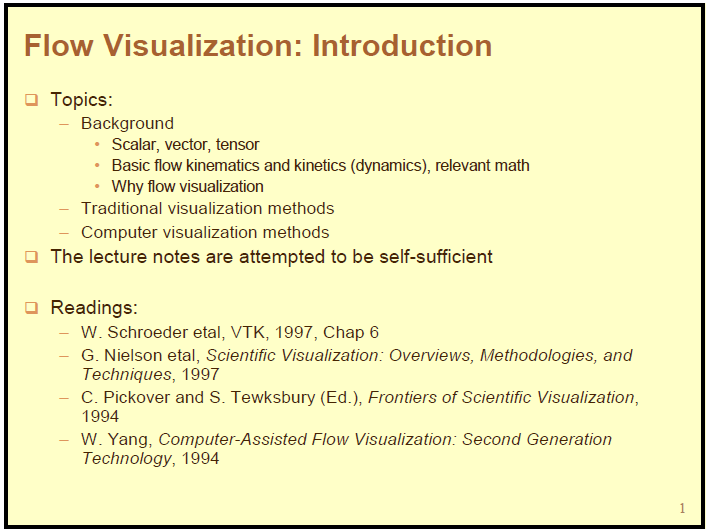 Flow Visualization: Introduction
Topics:
– Background
• Scalar, vector, tensor
• Basic flow kinematics and kinetics (dynamics), relevant math
• Why flow visualization
– Traditional visualization methods
– Computer visualization methods
The lecture notes are attempted to be self-sufficient
Readings:
– W. Schroeder etal, VTK, 1997, Chap 6
– G. Nielson etal, Scientific Visualization: Overviews, Methodologies, and
Techniques, 1997
– C. Pickover and S. Tewksbury (Ed.), Frontiers of Scientific Visualization,
1994
– W. Yang, Computer-Assisted Flow Visualization: Second Generation
Technology, 1994
1